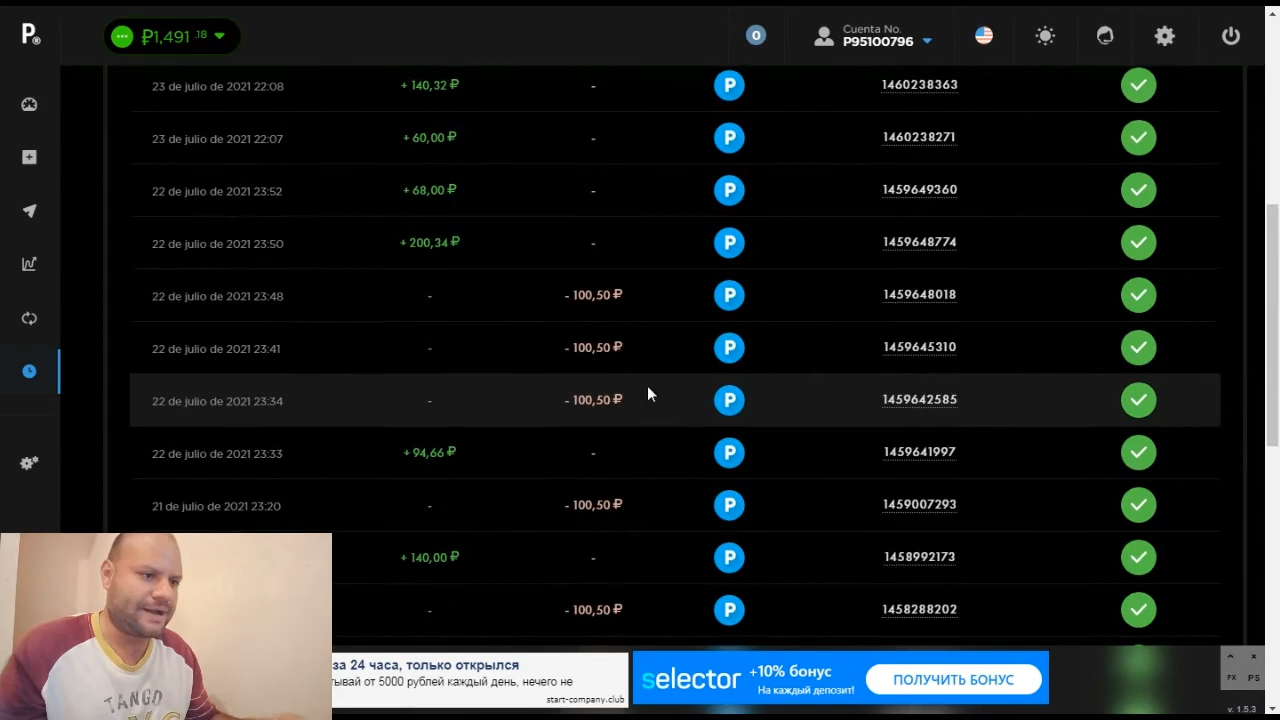 P®
₽1,491 .18
0
Cuenta No.
P95100796
23 de julio de 2021 22:08 + 140,32 ₽ - P 1460238363
23 de julio de 2021 22:07 + 60,00 ₽ - P 1460238271
22 de julio de 2021 23:52 + 68,00 ₽ - P 1459649360
22 de julio de 2021 23:50 + 200,34 ₽ - P 1459648774
22 de julio de 2021 23:48 - - 100,50 ₽ P 1459648018
22 de julio de 2021 23:41 - - 100,50 ₽ P 1459645310
22 de julio de 2021 23:34 - - 100,50 ₽ P 1459642585
22 de julio de 2021 23:33 + 94,66 ₽ - P 1459641997
21 de julio de 2021 23:20 - - 100,50 ₽ P 1459007293
+ 140,00 ₽ - P 1458992173
- - 100,50 ₽ P 1458288202
за 24 часа, только открылся
тывай от 5000 рублей каждый день, нечего не
start-company.club
selector
+10% бонус
На каждый депозит!
ПОЛУЧИТЬ БОНУС
FX PS
v. 1.5.3
TANGO